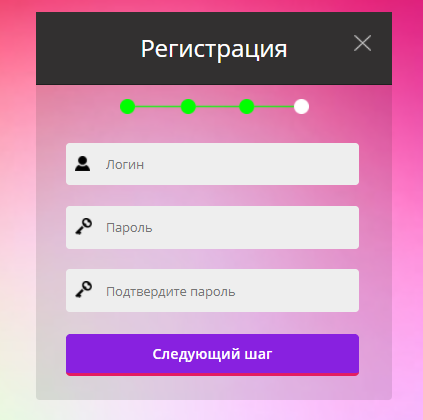 Регистрация
Логин
Пароль
Подтвердите пароль
Следующий шаг